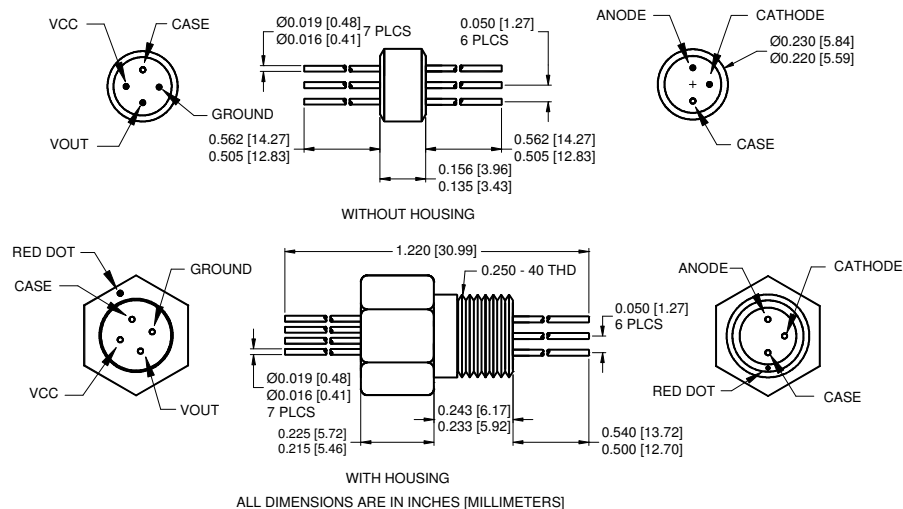 VCC
CASE
GROUND
VOUT
Ø0.019 [0.48]
Ø0.016 [0.41]
7 PLCS
0.050 [1.27]
6 PLCS
0.562 [14.27]
0.505 [12.83]
0.156 [3.96]
0.135 [3.43]
0.562 [14.27]
0.505 [12.83]
ANODE
CATHODE
Ø0.230 [5.84]
Ø0.220 [5.59]
CASE
WITHOUT HOUSING
RED DOT
CASE
GROUND
VCC
VOUT
1.220 [30.99]
0.250 - 40 THD
0.050 [1.27]
6 PLCS
Ø0.019 [0.48]
Ø0.016 [0.41]
7 PLCS
0.225 [5.72]
0.215 [5.46]
0.243 [6.17]
0.233 [5.92]
0.540 [13.72]
0.500 [12.70]
ANODE
CATHODE
RED DOT
CASE
WITH HOUSING
ALL DIMENSIONS ARE IN INCHES [MILLIMETERS]